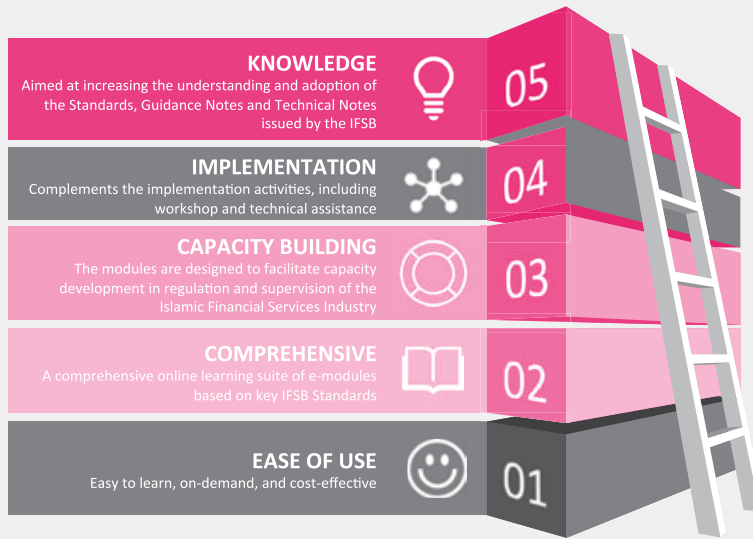 KNOWLEDGE
Aimed at increasing the understanding and adoption of
the Standards, Guidance Notes and Technical Notes
issued by the IFSB
05
IMPLEMENTATION
Complements the implementation activities, including
workshop and technical assistance
04
CAPACITY BUILDING
The modules are designed to facilitate capacity
development in regulation and supervision of the
Islamic Financial Services Industry
03
COMPREHENSIVE
A comprehensive online learning suite of e-modules
based on key IFSB Standards
02
EASE OF USE
Easy to learn, on-demand, and cost-effective
01